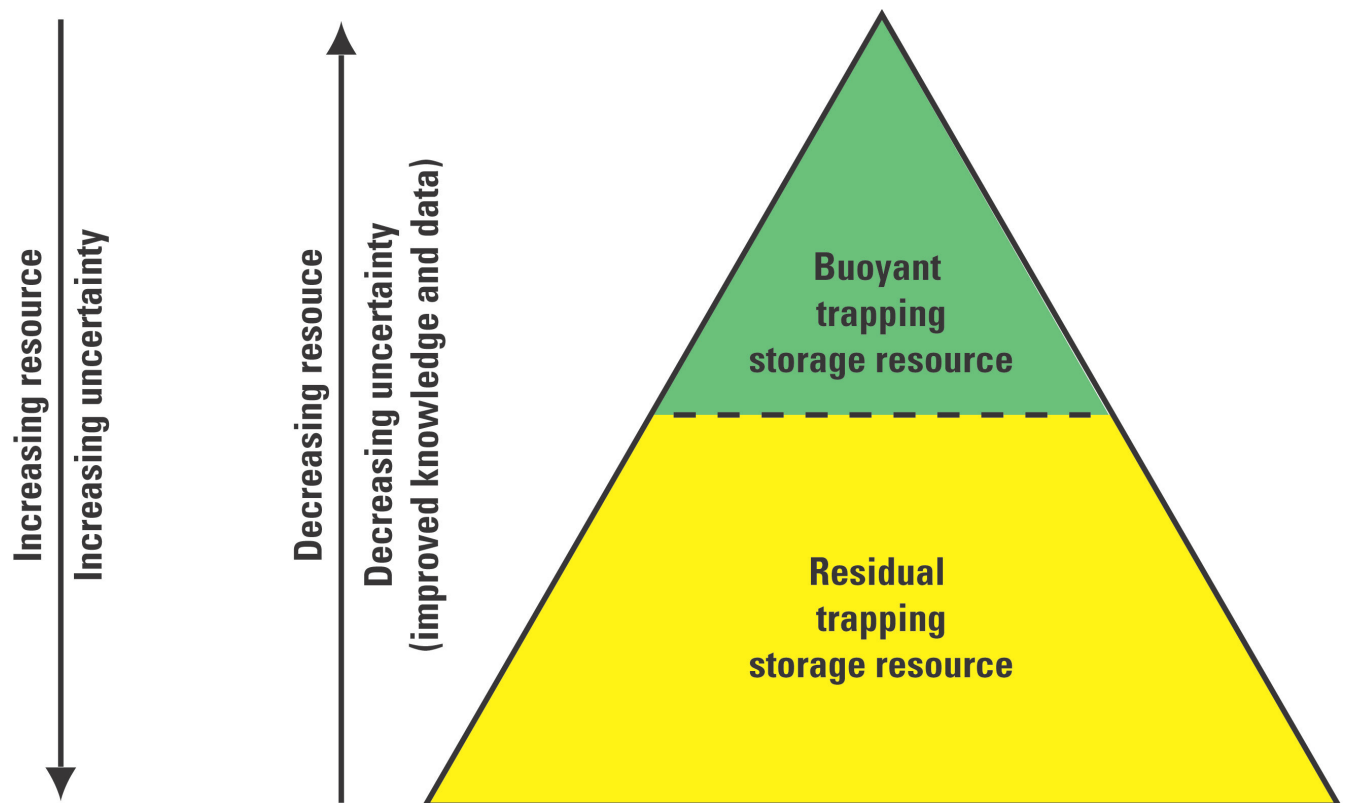 Increasing resource
Increasing uncertainty
Decreasing resouce
Decreasing uncertainty
(improved knowledge and data)
Buoyant
trapping
storage resource
Residual
trapping
storage resource